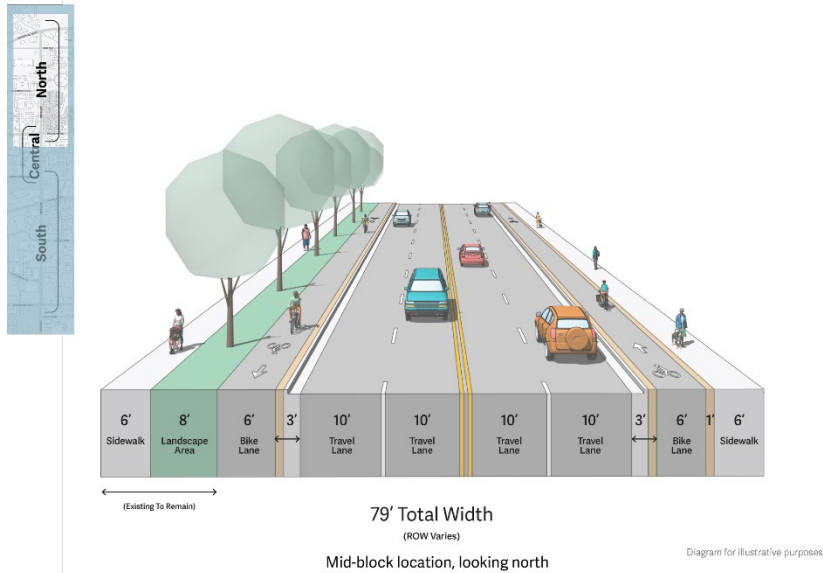 North
Central
South
6' 8' 6' 3' 10' 10' 10' 10' 3' 6' 1' 6'
Sidewalk Landscape Area Bike Lane Travel Lane Travel Lane Travel Lane Travel Lane Bike Lane Sidewalk
(Existing To Remain)
79' Total Width
(ROW Varies)
Mid-block location, looking north
Diagram for illustrative purposes